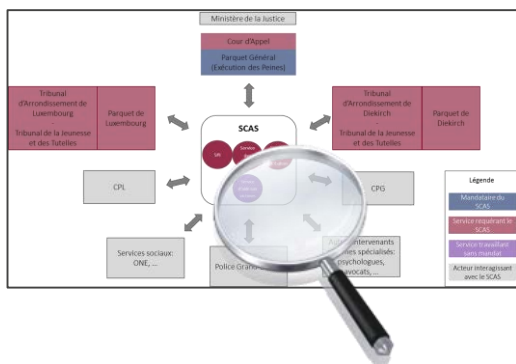 Ministère de la Justice
Cour d'Appel
Parquet Général
(Exécution des Peines)
Tribunal
d'Arrondissement de
Luxembourg
-
Tribunal de la Jeunesse
et des Tutelles
Parquet de
Luxembourg
SCAS
Tribunal
d'Arrondissement de
Diekirch
-
Tribunal de la Jeunesse
et des Tutelles
Parquet de
Diekirch
CPL
CPG
Services sociaux:
ONE, ...
Police Grand
intervenants
spécialisés:
psychologues,
avocats, ...
Légende
Mandataire du
SCAS
Service requérant le
SCAS
Service travaillant
sans mandat
Acteur interagissant
avec le SCAS